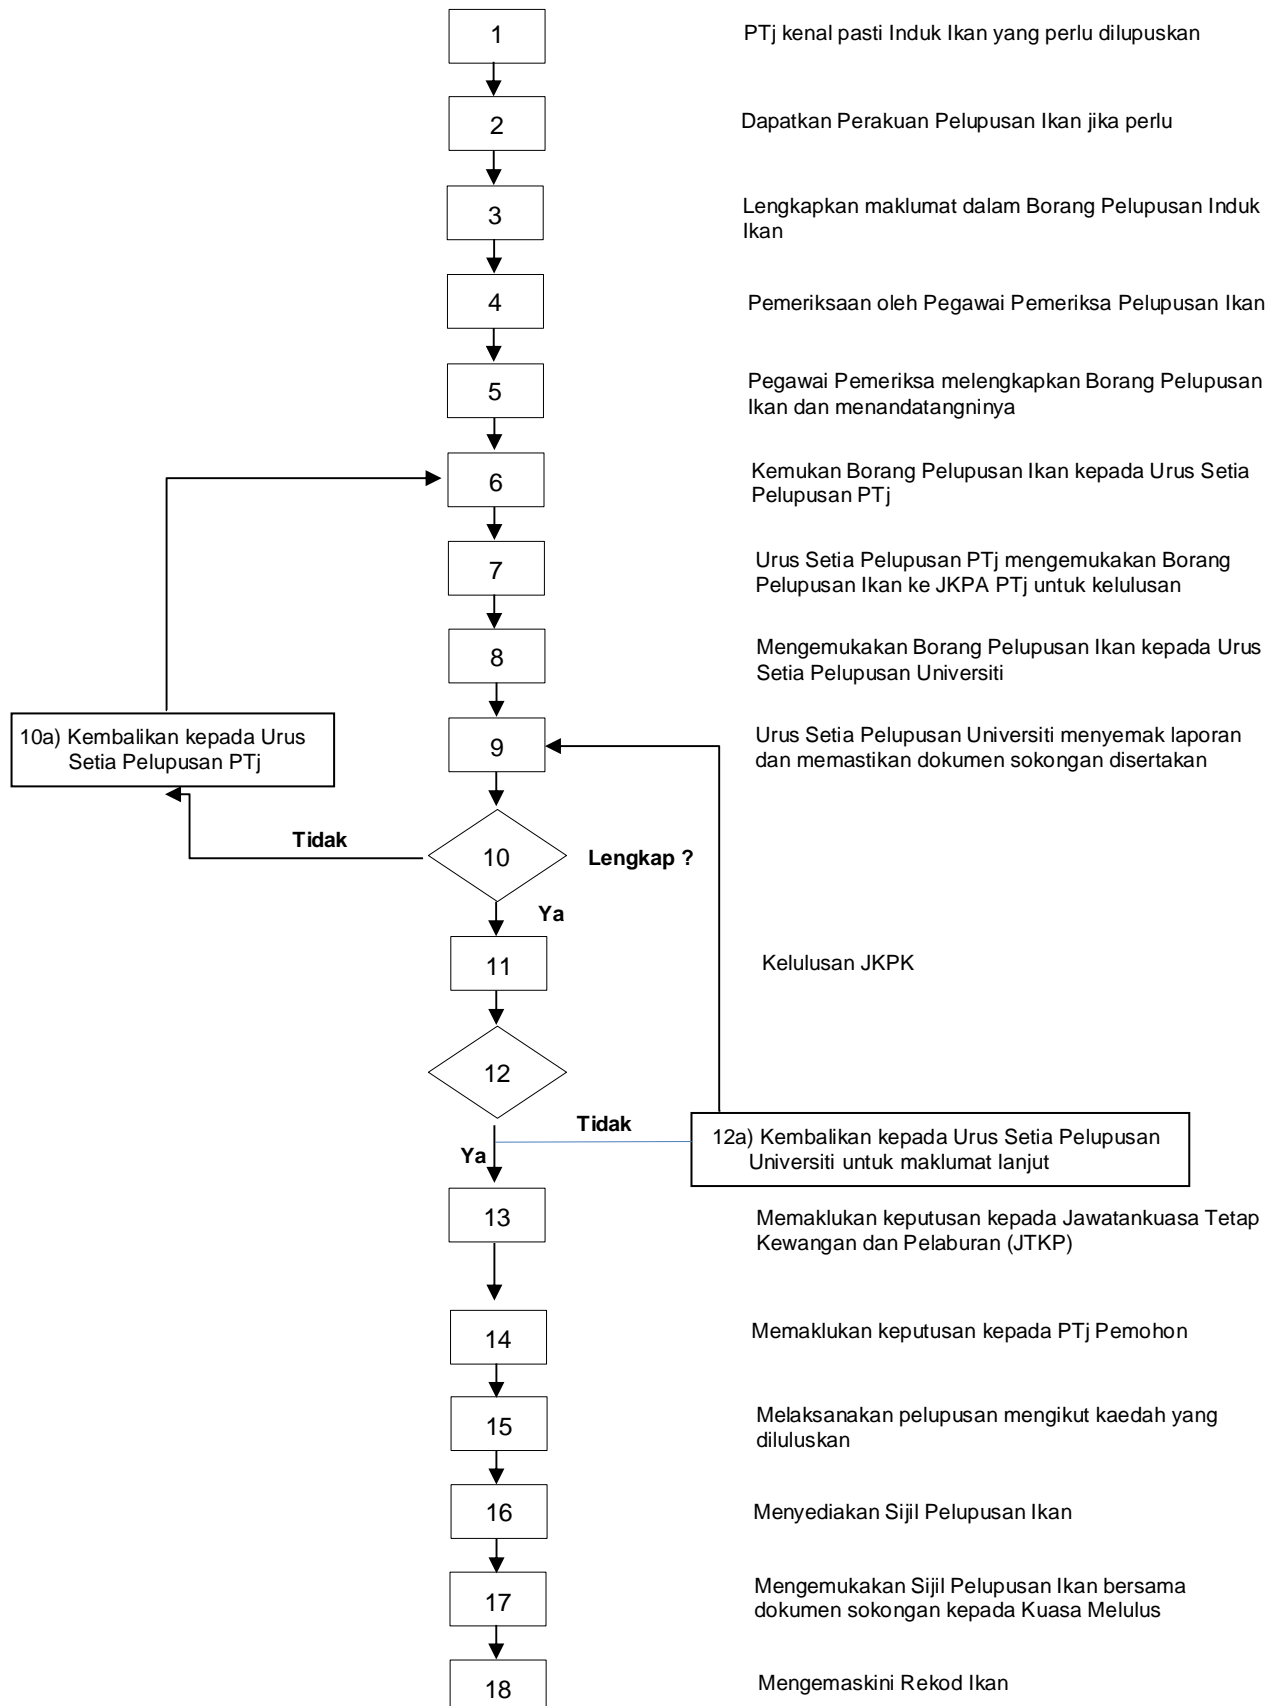 1
PTj kenal pasti Induk Ikan yang perlu dilupuskan
2
Dapatkan Perakuan Pelupusan Ikan jika perlu
3
Lengkapkan maklumat dalam Borang Pelupusan Induk
Ikan
4
Pemeriksaan oleh Pegawai Pemeriksa Pelupusan Ikan
5
Pegawai Pemeriksa melengkapkan Borang Pelupusan
Ikan dan menandatangninya
6
Kemukan Borang Pelupusan Ikan kepada Urus Setia
Pelupusan PTj
7
Urus Setia Pelupusan PTj mengemukakan Borang
Pelupusan Ikan ke JKPA PTj untuk kelulusan
8
Mengemukakan Borang Pelupusan Ikan kepada Urus
Setia Pelupusan Universiti
10a) Kembalikan kepada Urus
Setia Pelupusan PTj
9
Urus Setia Pelupusan Universiti menyemak laporan
dan memastikan dokumen sokongan disertakan
Tidak
10
Lengkap ?
Ya
11
Kelulusan JKPK
12
Tidak
12a) Kembalikan kepada Urus Setia Pelupusan
Universiti untuk maklumat lanjut
Ya
13
Memaklukan keputusan kepada Jawatankuasa Tetap
Kewangan dan Pelaburan (JTKP)
14
Memaklukan keputusan kepada PTj Pemohon
15
Melaksanakan pelupusan mengikut kaedah yang
diluluskan
16
Menyediakan Sijil Pelupusan Ikan
17
Mengemukakan Sijil Pelupusan Ikan bersama
dokumen sokongan kepada Kuasa Melulus
18
Mengemaskini Rekod Ikan